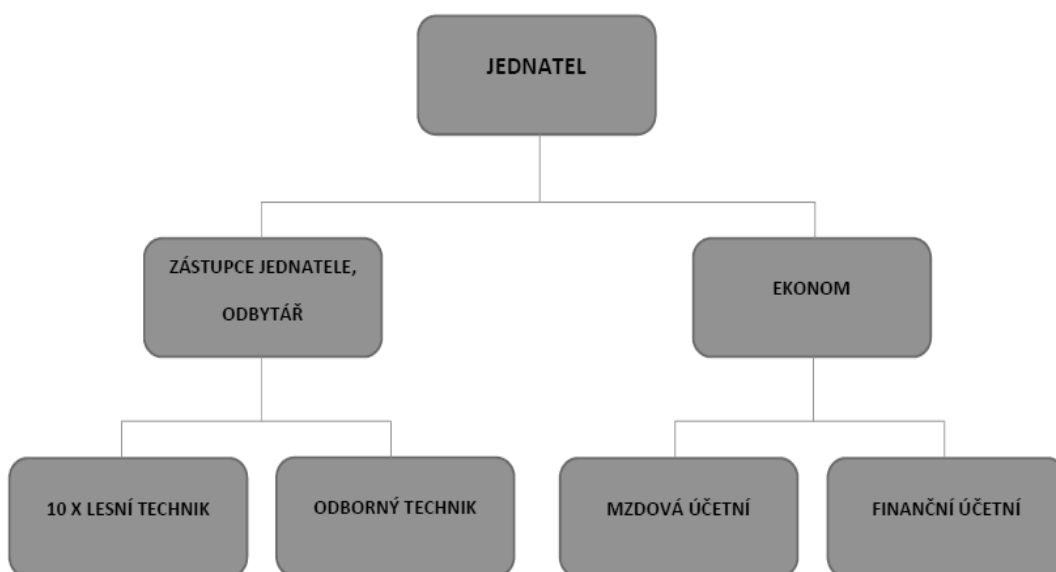 JEDNATEL
ZÁSTUPCE JEDNATELE,
ODBYTÁŘ
EKONOM
10 X LESNÍ TECHNIK
ODBORNÝ TECHNIK
MZDOVÁ ÚČETNÍ
FINANČNÍ ÚČETNÍ